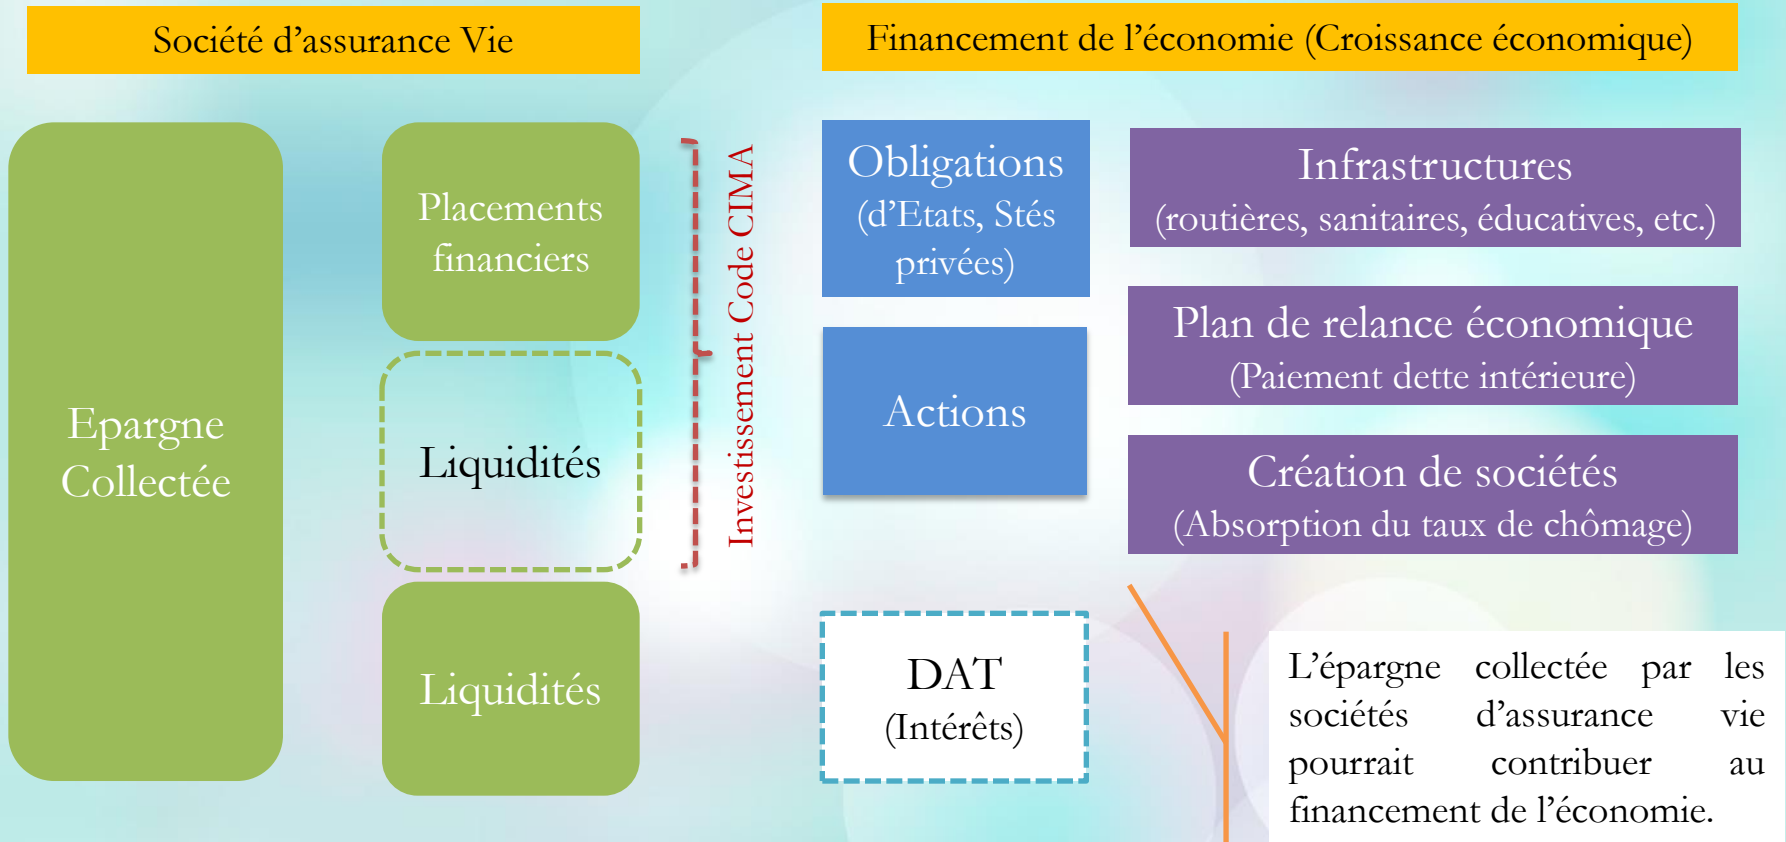 Société d'assurance Vie
Financement de l'économie (Croissance économique)
Epargne
Collectée
Placements
financiers
Liquidités
Liquidités
Investissement Code CIMA
Obligations
(d'Etats, Stés
privées)
Actions
DAT
(Intérêts)
Infrastructures
(routières, sanitaires, éducatives, etc.)
Plan de relance économique
(Paiement dette intérieure)
Création de sociétés
(Absorption du taux de chômage)
L'épargne collectée par les
sociétés d'assurance vie
pourrait contribuer au
financement de l'économie.